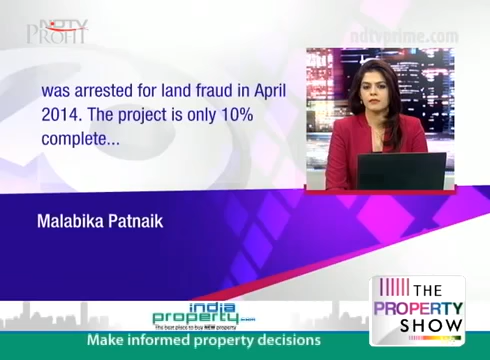 NDTV
PROFIT
ndtvprime.com
was arrested for land fraud in April
2014. The project is only 10%
complete...
Malabika Patnaik
india
property.com
The best place to buy NEW property
THE
PROPERTY
SHOW
Make informed property decisions